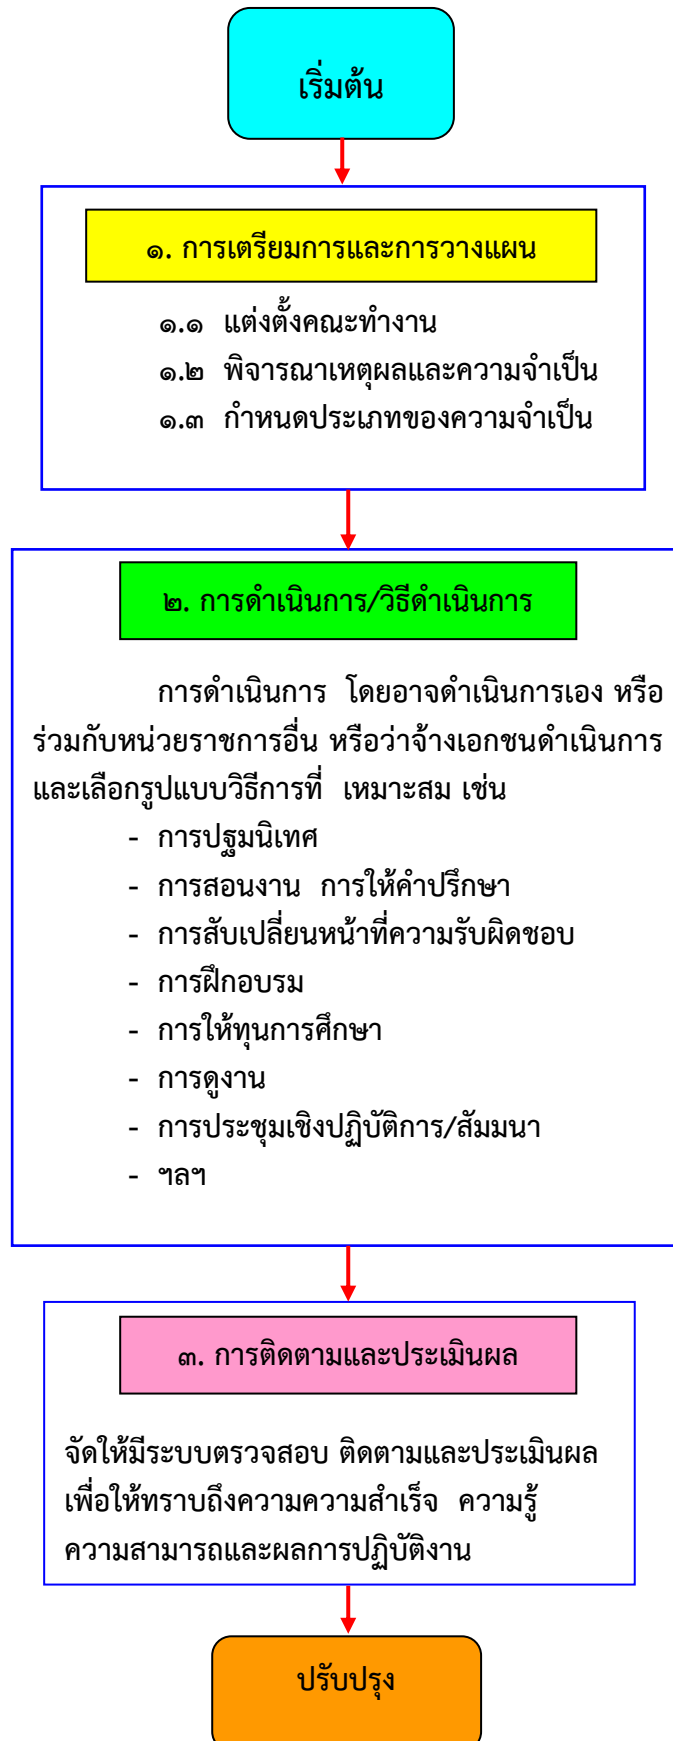 เริ่มต้น
๑. การเตรียมการและการวางแผน
๑.๑ แต่งตั้งคณะทำงาน
๑.๒ พิจารณาเหตุผลและความจำเป็น
๑.๓ กำหนดประเภทของความจำเป็น
๒. การดำเนินการ/วิธีดำเนินการ
การดำเนินการ โดยอาจดำเนินการเอง หรือ
ร่วมกับหน่วยราชการอื่น หรือว่าจ้างเอกชนดำเนินการ
และเลือกรูปแบบวิธีการที่ เหมาะสม เช่น
- การปฐมนิเทศ
- การสอนงาน การให้คำปรึกษา
- การสับเปลี่ยนหน้าที่ความรับผิดชอบ
- การฝึกอบรม
- การให้ทุนการศึกษา
- การดูงาน
- การประชุมเชิงปฏิบัติการ/สัมมนา
- ฯลฯ
๓. การติดตามและประเมินผล
จัดให้มีระบบตรวจสอบ ติดตามและประเมินผล
เพื่อให้ทราบถึงความความสำเร็จ ความรู้
ความสามารถและผลการปฏิบัติงาน
ปรับปรุง